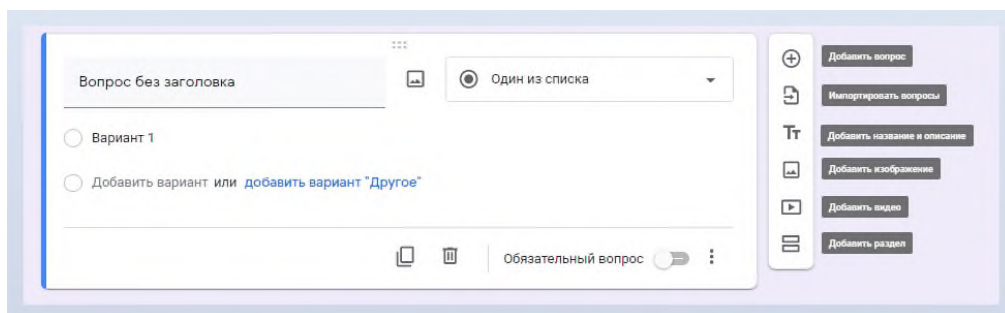 Вопрос без заголовка
Один из списка
Вариант 1
Добавить вариант или добавить вариант "Другое"
Обязательный вопрос
Добавить вопрос
Импортировать вопросы
Тт
Добавить название и описание
Добавить изображение
Добавить видео
Добавить раздел